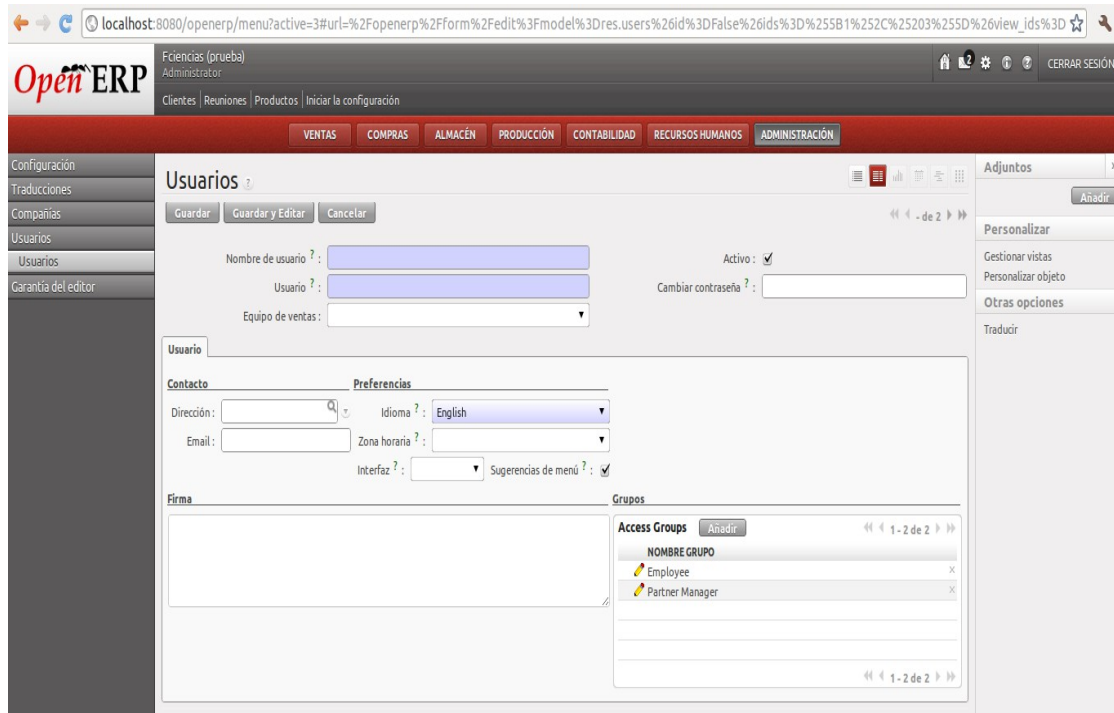 localhost:8080/openerp/menu?active=3#url=%2Fopenerp%2Fform%2Fedit%3Fmodel%3Dres.users%26id%3DFalse%26ids%3D%255B1%252C%25203%255D%26view_ids%3D
Open ERP
Fciencias (prueba)
Administrator
2
CERRAR SESIÓN
Clientes | Reuniones | Productos | Iniciar la configuración
VENTAS COMPRAS ALMACÉN PRODUCCIÓN CONTABILIDAD RECURSOS HUMANOS ADMINISTRACIÓN
Configuración
Traducciones
Compañías
Usuarios
Usuarios
Garantía del editor
Usuarios ?
Guardar Guardar y Editar Cancelar
- de 2
Nombre de usuario ? :
Activo :
Usuario ? :
Cambiar contraseña ? :
Equipo de ventas :
Usuario
Contacto
Preferencias
Dirección :
Idioma ? : English
Email :
Zona horaria ? :
Interfaz ? :
Sugerencias de menú ? :
Firma
Grupos
Access Groups Añadir 1 - 2 de 2
NOMBRE GRUPO
Employee
Partner Manager
1 - 2 de 2
Adjuntos
Añadir
Personalizar
Gestionar vistas
Personalizar objeto
Otras opciones
Traducir